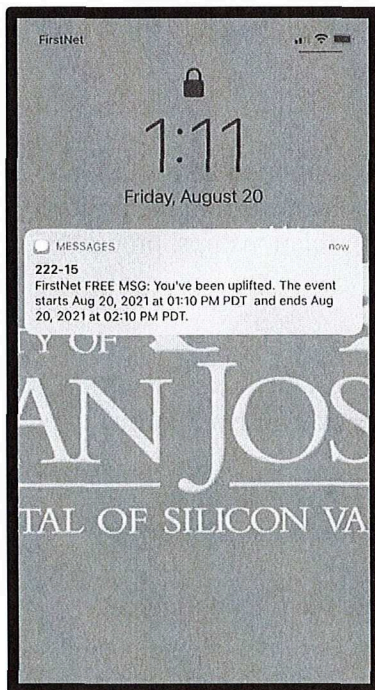 FirstNet
1:11
Friday, August 20
MESSAGES now
222-15
FirstNet FREE MSG: You've been uplifted. The event
starts Aug 20, 2021 at 01:10 PM PDT and ends Aug
20, 2021 at 02:10 PM PDT.
TY OF
AN JOS
TAL OF SILICON VA